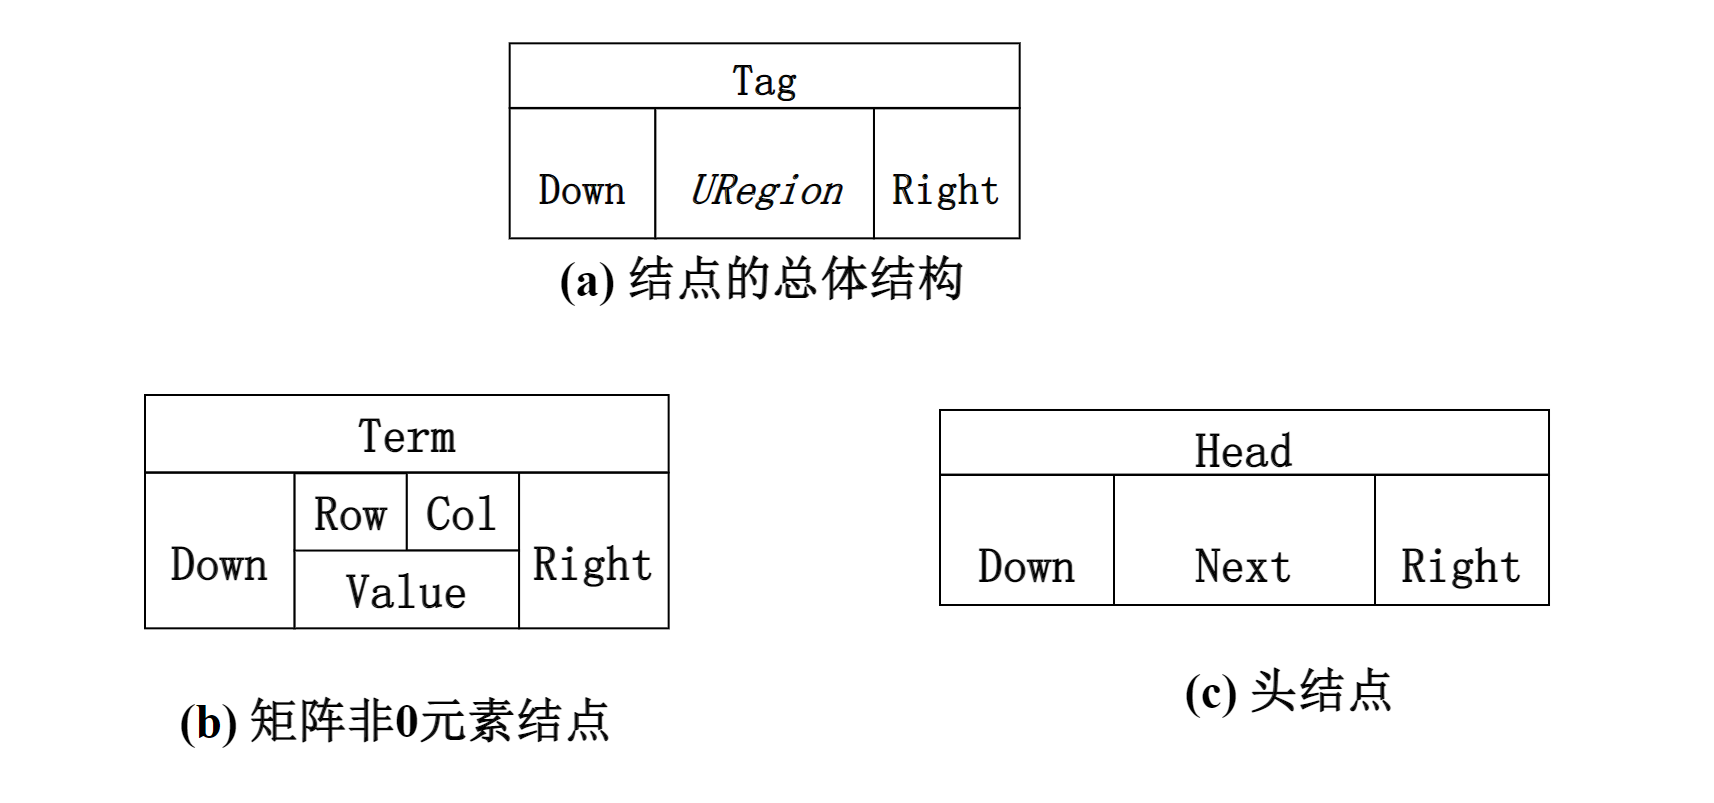 Tag
Down URegion Right
(a) 结点的总体结构
Term
Row Col
Down Value Right
(b) 矩阵非0元素结点
Head
Down Next Right
(c) 头结点